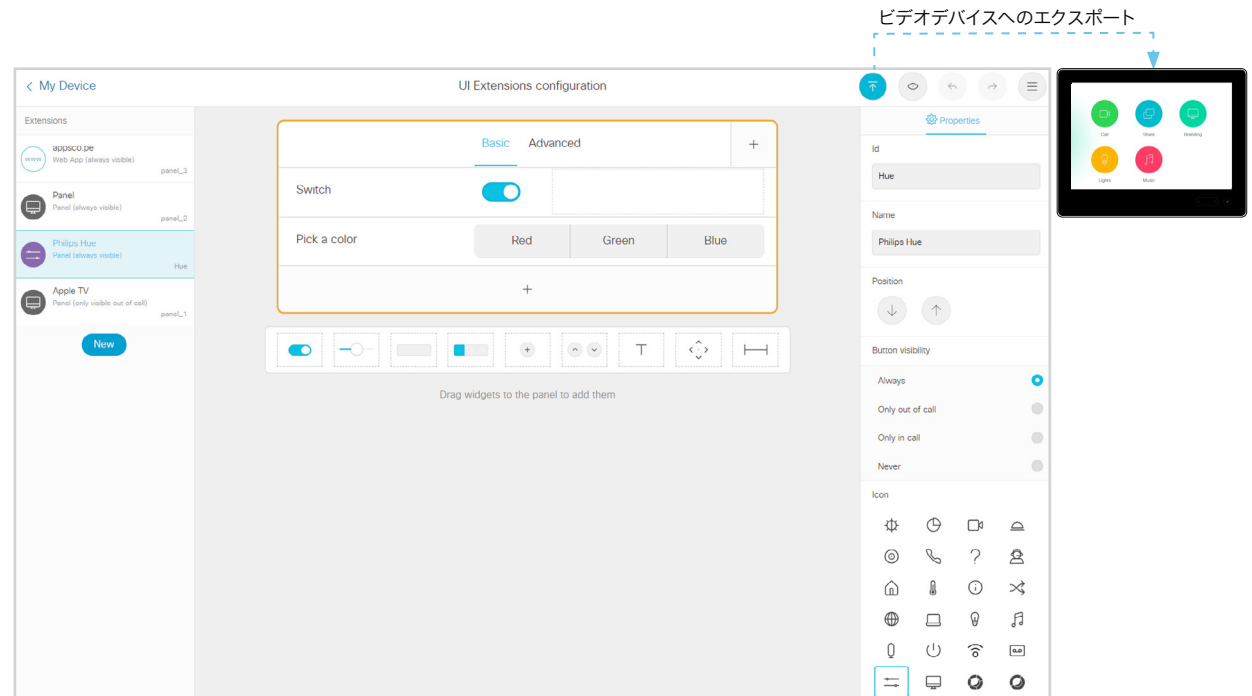 ビデオデバイスへのエクスポート
My Device
UI Extensions configuration
Extensions
www
appsco.pe
Web App (always visible)
panel_3
Panel
Panel (always visible)
panel_2
Philips Hue
Panel (always visible)
Hue
Apple TV
Panel (only visible out of call)
panel_1
New
Basic Advanced +
Switch
Pick a color Red Green Blue
+
Drag widgets to the panel to add them
Properties
Id
Hue
Name
Philips Hue
Position
Button visibility
Always
Only out of call
Only in call
Never
Icon
Call Share Branding
Lights Music